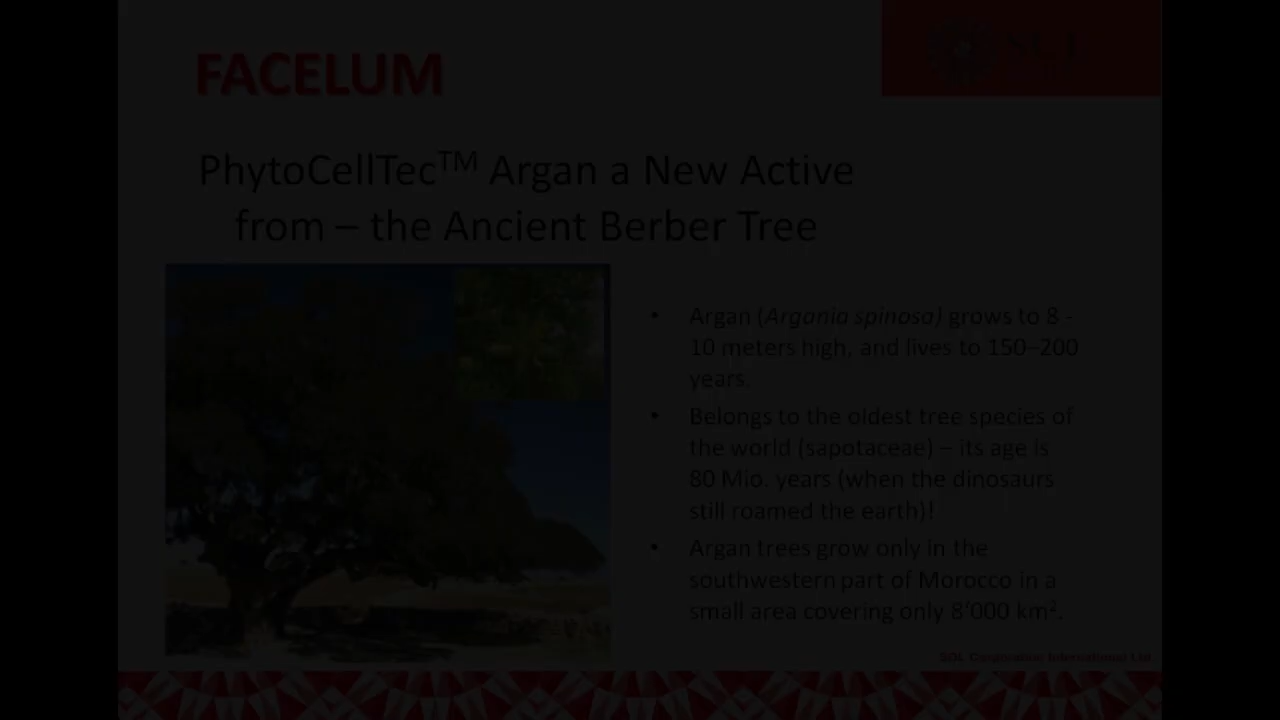 FACELUM
PhytoCellTec™ Argan a New Active
from – the Ancient Berber Tree
• Argan (Argania spinosa) grows to 8 -
10 meters high, and lives to 150–200
years.
• Belongs to the oldest tree species of
the world (sapotaceae) – its age is
80 Mio. years (when the dinosaurs
still roamed the earth)!
• Argan trees grow only in the
southwestern part of Morocco in a
small area covering only 8'000 km².
Corporation International Ltd